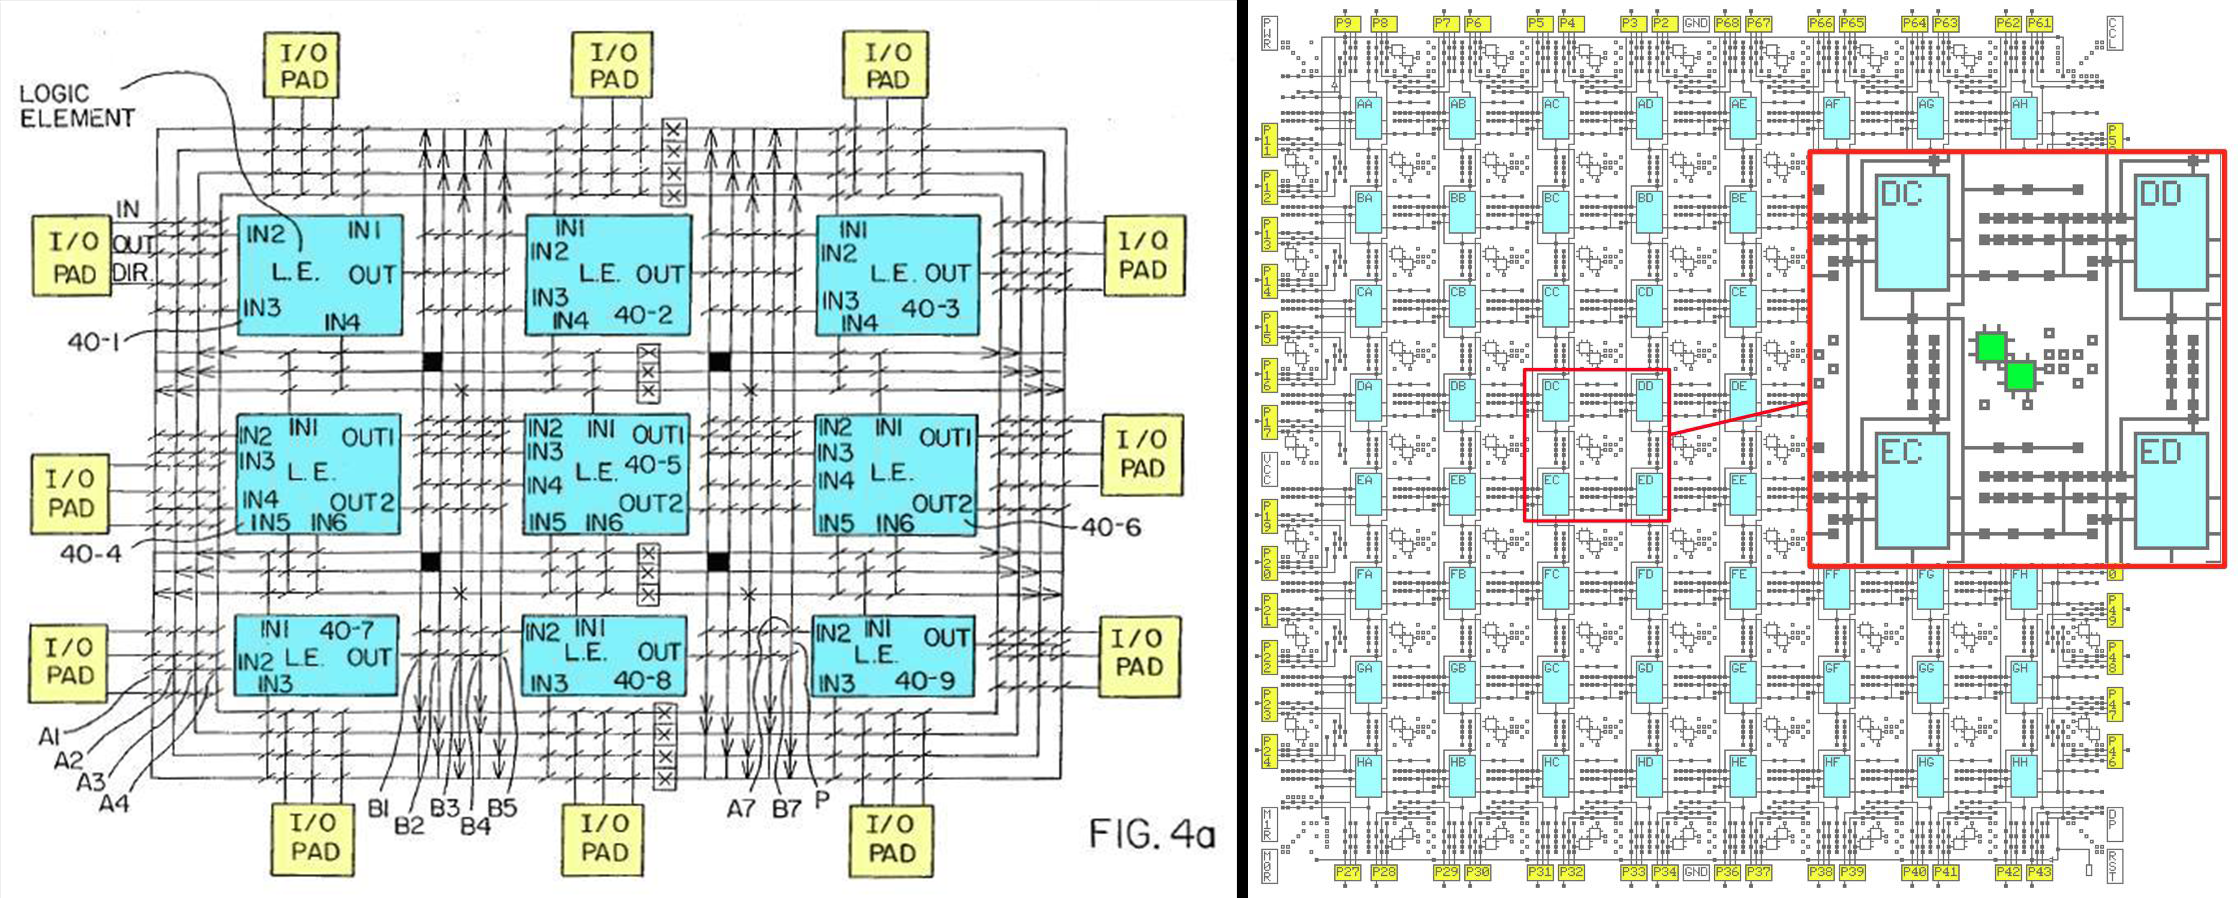 I/O
PAD
I/O
PAD
I/O
PAD
LOGIC
ELEMENT
I/O
PAD
IN
OUT
DIR.
IN2
IN1
L.E.
OUT
IN3
IN4
40-1
IN1
IN2
L.E. OUT
IN3
IN4
40-2
IN1
IN2
L.E. OUT
IN3
IN4
40-3
I/O
PAD
I/O
PAD
IN2
IN1
OUT1
IN3
L.E.
IN4
OUT2
IN5
IN6
40-4
IN2
IN1
OUT1
IN3
L.E.
40-5
IN4
OUT2
IN5
IN6
IN2
IN1
OUT1
IN3
L.E.
IN4
OUT2
IN5
IN6
40-6
I/O
PAD
I/O
PAD
IN1
40-7
IN2
L.E.
OUT
IN3
IN2
IN1
L.E.
OUT
IN3
40-8
IN2
IN1
OUT
L.E.
IN3
40-9
I/O
PAD
A1
A2
A3
A4
B1
B2
B3
B4
B5
A7
B7
P
I/O
PAD
I/O
PAD
I/O
PAD
FIG. 4a
PWR
P9
P8
P7
P6
P5
P4
P3
P2
GND
P68
P67
P66
P65
P64
P63
P62
P61
CCL
AA
AB
AC
AD
AE
AF
AG
AH
P11
P12
BA
BB
BC
BD
BE
P13
P14
CA
CB
CC
CD
CE
P15
P16
DA
DB
DC
DD
DE
P17
VCC
EA
EB
EC
ED
EE
DC
DD
EC
ED
P19
P20
FA
FB
FC
FD
FE
FF
FG
FH
P21
P49
P22
P48
GA
GB
GC
GD
GE
GF
GG
GH
P23
P47
P24
P46
HA
HB
HC
HD
HE
HF
HG
HH
M1R
DP
M0R
P27
P28
P29
P30
P31
P32
P33
P34
GND
P36
P37
P38
P39
P40
P41
P42
P43
RST